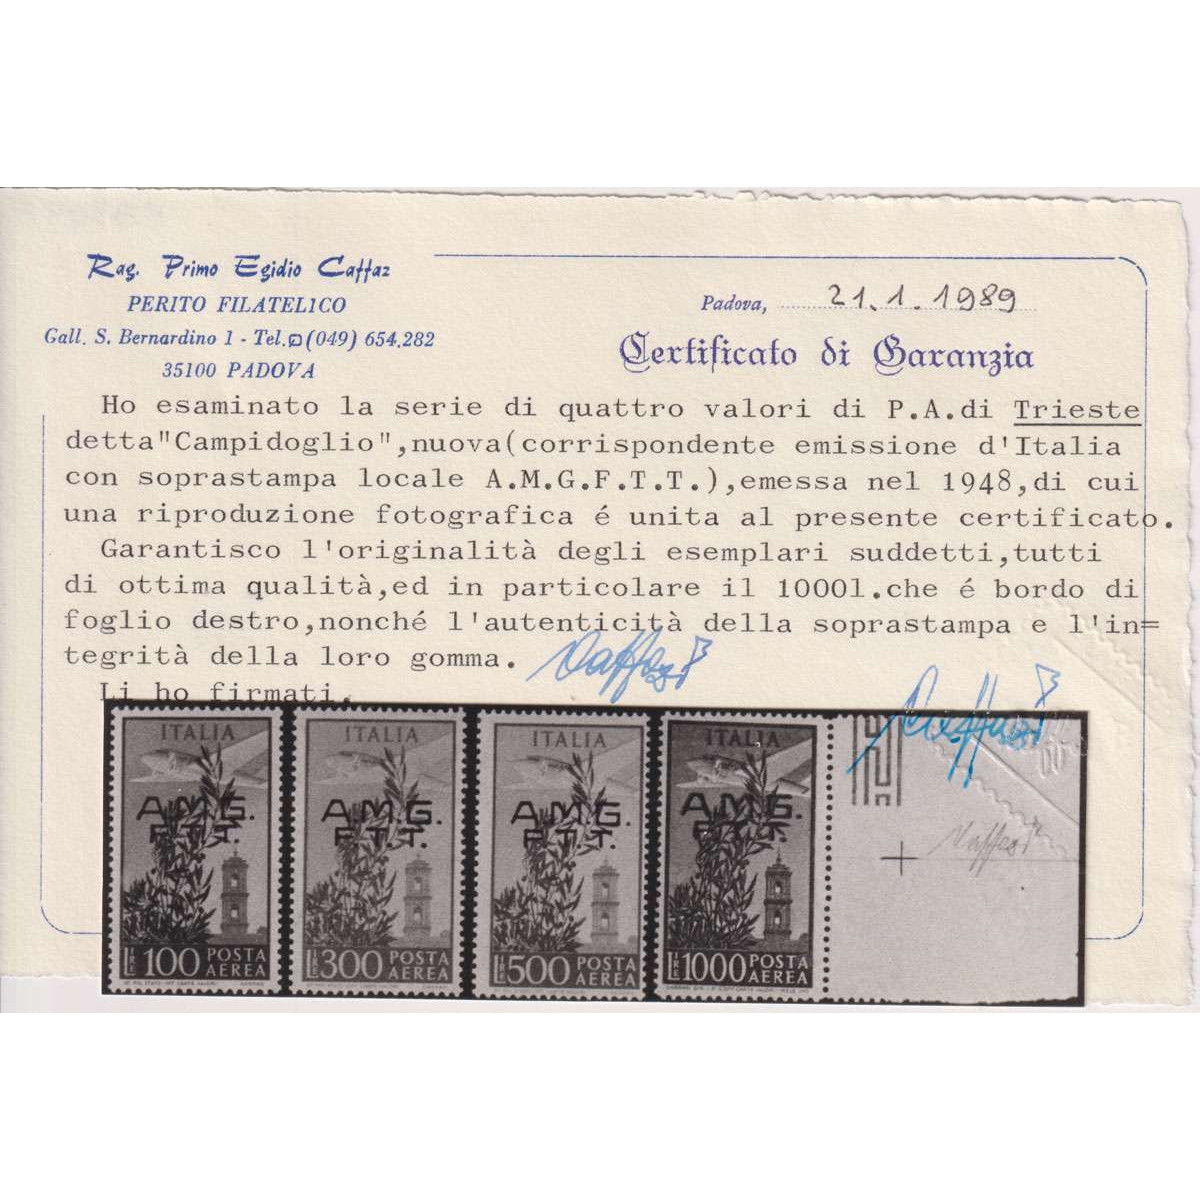 Rag. Primo Egidio Caffaz
PERITO FILATELICO
Gall. S. Bernardino 1 - Tel. (049) 654.282
35100 PADOVA
Padova, 21.1.1989
Certificato di Garanzia
Ho esaminato la serie di quattro valori di P.A.di Trieste
detta"Campidoglio",nuova(corrispondente emissione d'Italia
con soprastampa locale A.M.G.F.T.T.),emessa nel 1948,di cui
una riproduzione fotografica é unita al presente certificato.
Garantisco l'originalità degli esemplari suddetti,tutti
di ottima qualità,ed in particolare il 1000l.che é bordo di
foglio destro,nonché l'autenticità della soprastampa e l'in=
tegrità della loro gomma.
Li ho firmati.
ITALIA
A.M.G.
F.T.T.
LIRE 100 POSTA AEREA
ITALIA
A.M.G.
F.T.T.
LIRE 300 POSTA AEREA
ITALIA
A.M.G.
F.T.T.
LIRE 500 POSTA AEREA
ITALIA
A.M.G.
F.T.T.
LIRE 1000 POSTA AEREA